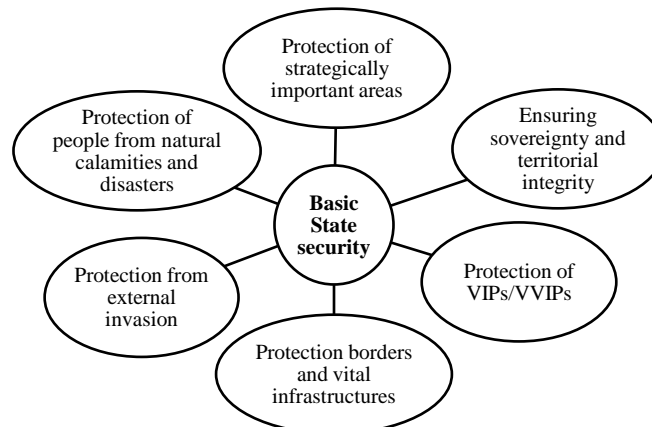 Protection of
strategically
important areas
Protection of
people from natural
calamities and
disasters
Ensuring
sovereignty and
territorial
integrity
Basic
State
security
Protection from
external
invasion
Protection of
VIPs/VVIPs
Protection borders
and vital
infrastructures